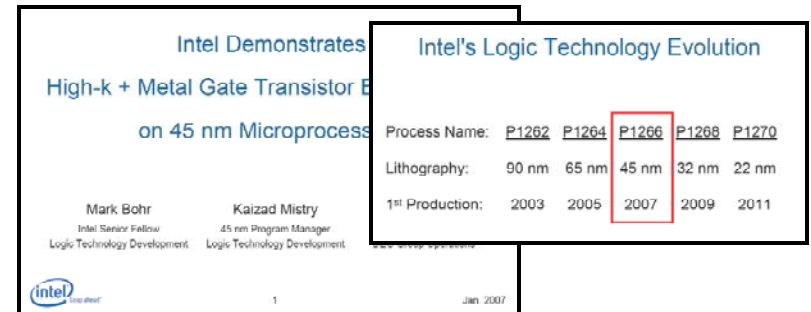 Intel Demonstrates
High-k + Metal Gate Transistor
on 45 nm Microprocess
Mark Bohr
Intel Senior Fellow
Logic Technology Development
Kaizad Mistry
45 nm Program Manager
Logic Technology Development
intel
Leap ahead
1
Jan. 2007
Intel's Logic Technology Evolution
Process Name: P1262 P1264 P1266 P1268 P1270
Lithography: 90 nm 65 nm 45 nm 32 nm 22 nm
1st Production: 2003 2005 2007 2009 2011